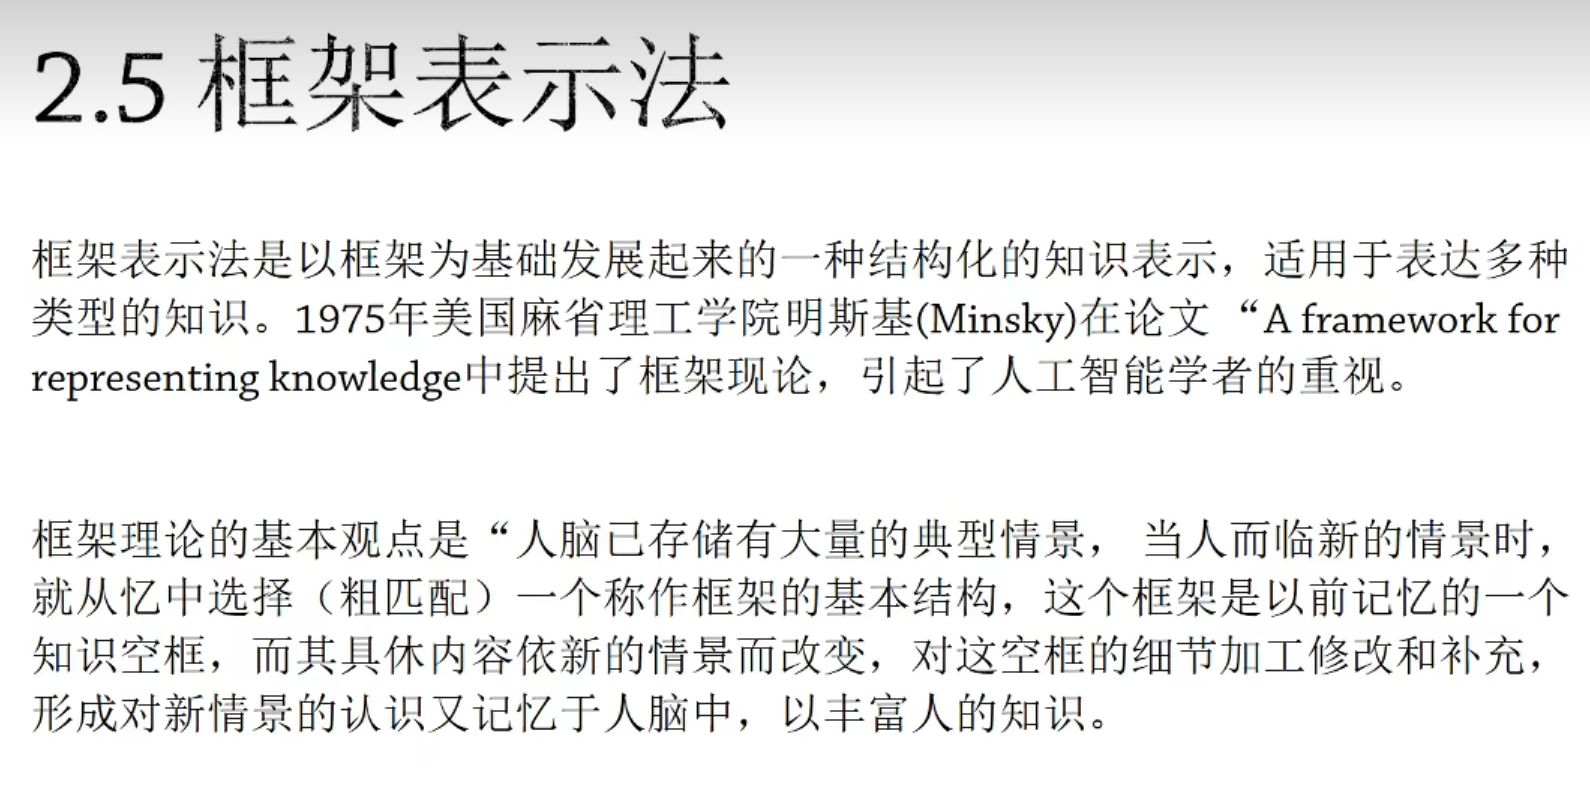 2.5 框架表示法
框架表示法是以框架为基础发展起来的一种结构化的知识表示，适用于表达多种
类型的知识。1975年美国麻省理工学院明斯基(Minsky)在论文 “A framework for
representing knowledge中提出了框架现论，引起了人工智能学者的重视。
框架理论的基本观点是“人脑已存储有大量的典型情景， 当人而临新的情景时，
就从忆中选择（粗匹配）一个称作框架的基本结构，这个框架是以前记忆的一个
知识空框，而其具休内容依新的情景而改变，对这空框的细节加工修改和补充，
形成对新情景的认识又记忆于人脑中，以丰富人的知识。